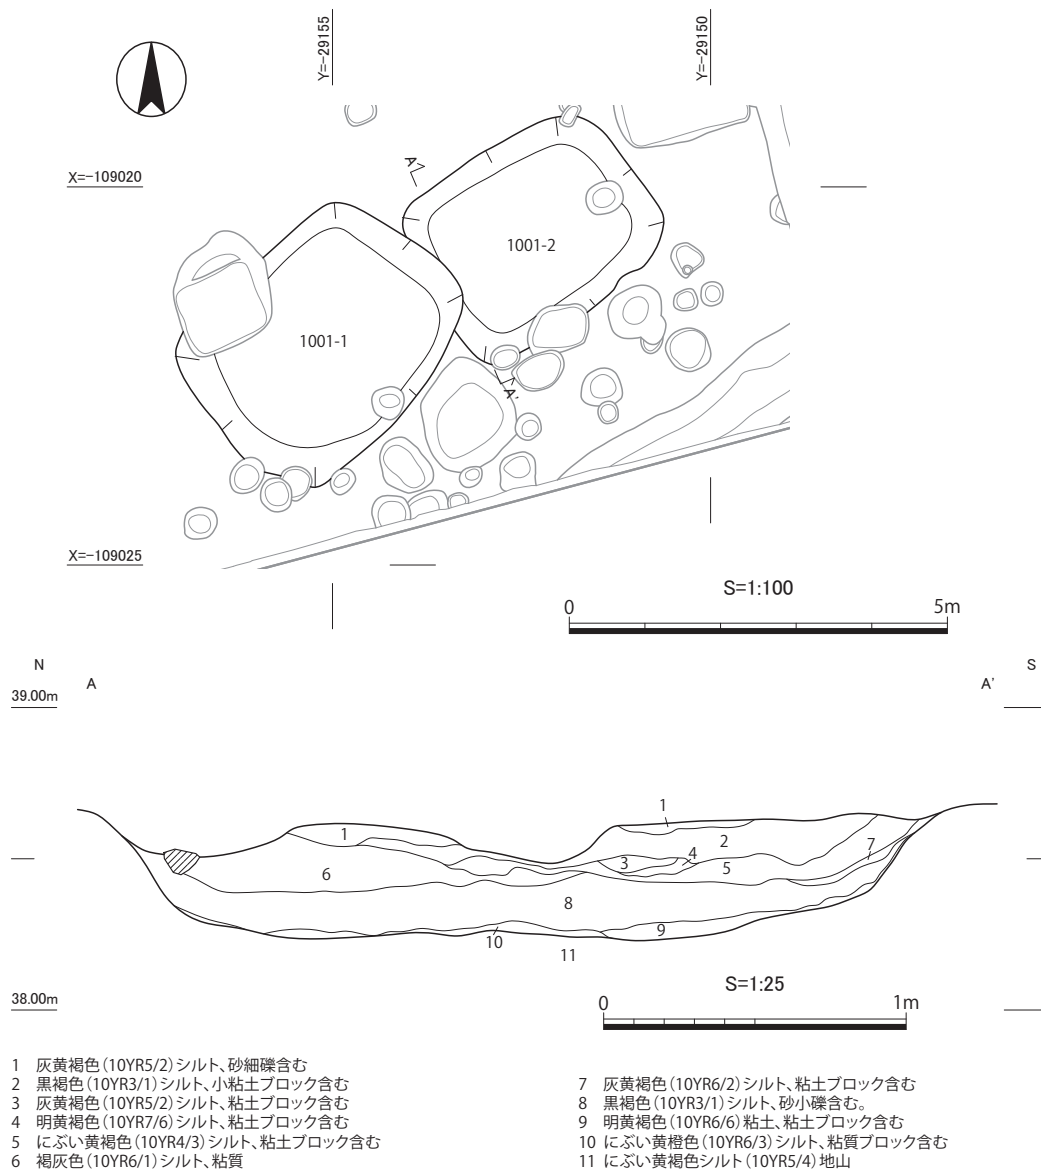 Y=-29155
Y=-29150
X=-109020
A
1001-2
1001-1
A'
X=-109025
S=1:100
0
5m
N
S
39.00m
A
A'
1
1
2
7
4
3
5
6
8
9
10
11
38.00m
S=1:25
0
1m
1 灰黄褐色(10YR5/2)シルト、砂細礫含む
2 黒褐色(10YR3/1)シルト、小粘土ブロック含む
3 灰黄褐色(10YR5/2)シルト、粘土ブロック含む
4 明黄褐色(10YR7/6)シルト、粘土ブロック含む
5 にぶい黄褐色(10YR4/3)シルト、粘土ブロック含む
6 褐灰色(10YR6/1)シルト、粘質
7 灰黄褐色(10YR6/2)シルト、粘土ブロック含む
8 黒褐色(10YR3/1)シルト、砂小礫含む。
9 明黄褐色(10YR6/6)粘土、粘土ブロック含む
10 にぶい黄橙色(10YR6/3)シルト、粘質ブロック含む
11 にぶい黄褐色シルト(10YR5/4)地山